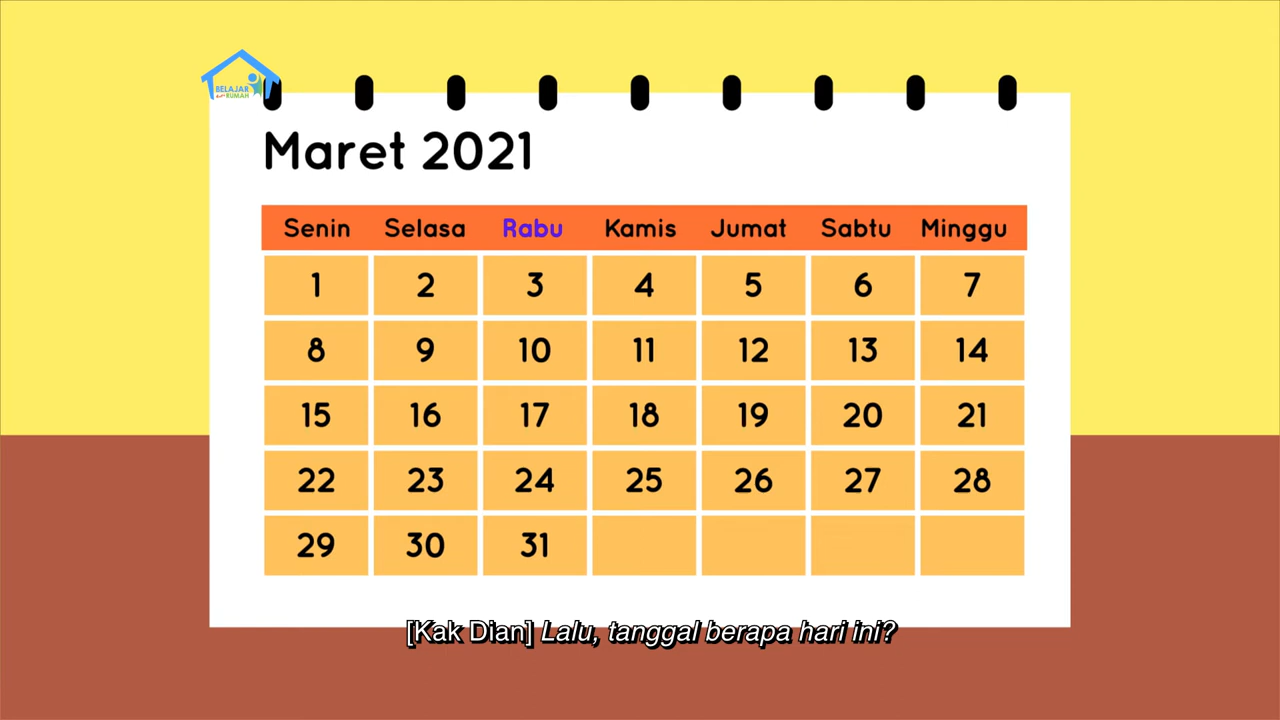 BELAJAR
dari RUMAH
Maret 2021
Senin Selasa Rabu Kamis Jumat Sabtu Minggu
1 2 3 4 5 6 7
8 9 10 11 12 13 14
15 16 17 18 19 20 21
22 23 24 25 26 27 28
29 30 31
[Kak Dian] Lalu, tanggal berapa hari ini?